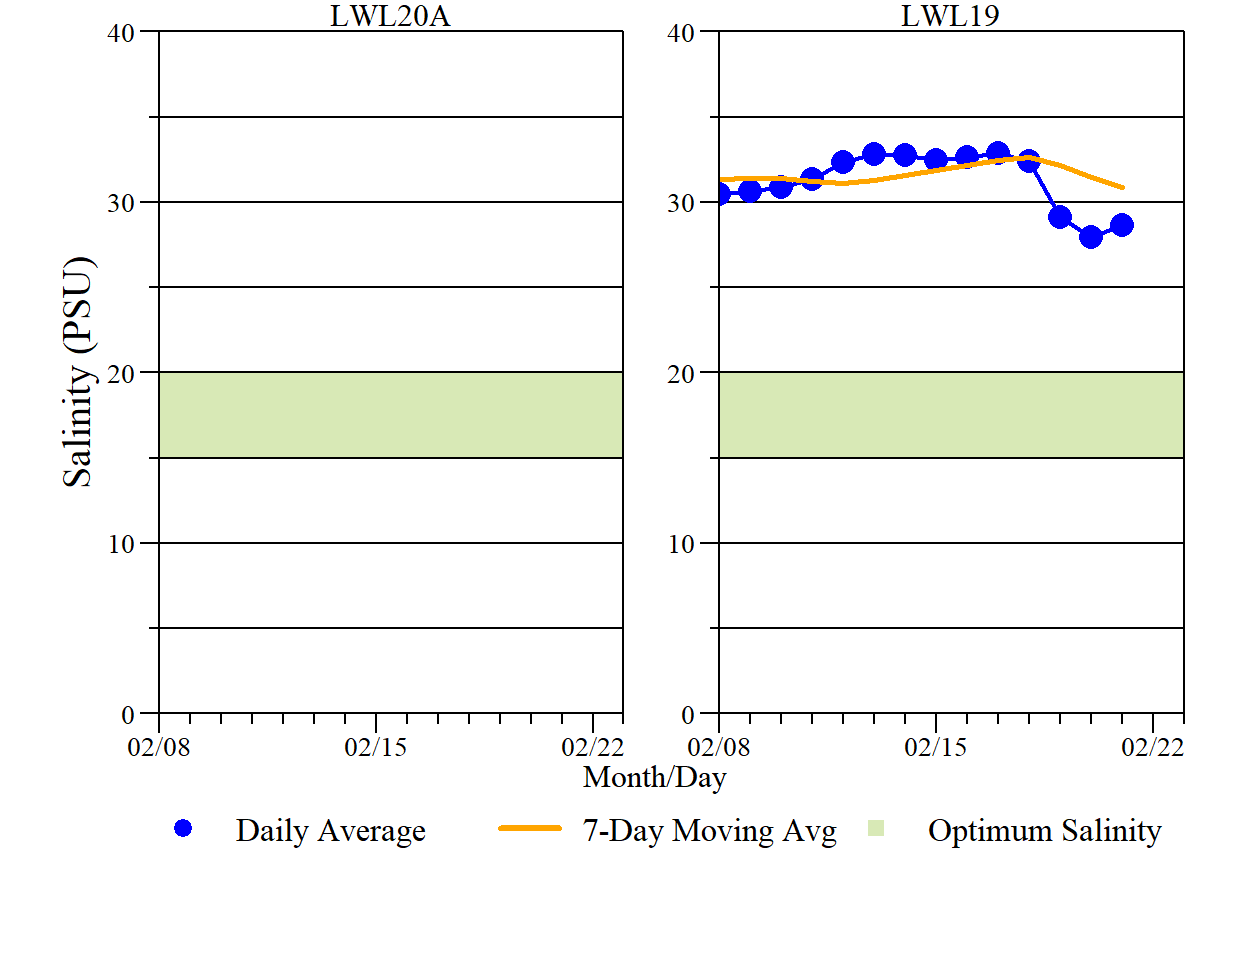 LWL20A
LWL19
40
30
20
10
0
40
30
20
10
0
Salinity (PSU)
02/08
02/15
02/22
02/08
02/15
02/22
Month/Day
Daily Average
7-Day Moving Avg
Optimum Salinity